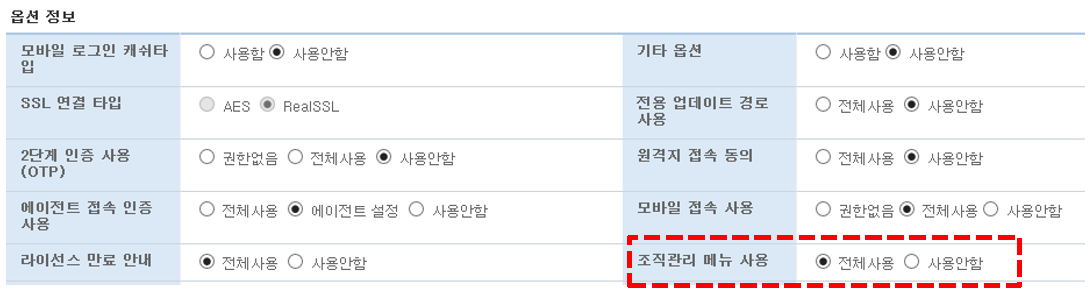 옵션 정보
모바일 로그인 캐쉬타입 사용함 사용안함 기타 옵션 사용함 사용안함
SSL 연결 타입 AES RealSSL 전용 업데이트 경로 사용 전체사용 사용안함
2단계 인증 사용 (OTP) 권한없음 전체사용 사용안함 원격지 접속 동의 전체사용 사용안함
에이전트 접속 인증 사용 전체사용 에이전트 설정 사용안함 모바일 접속 사용 권한없음 전체사용 사용안함
라이선스 만료 안내 전체사용 사용안함 조직관리 메뉴 사용 전체사용 사용안함